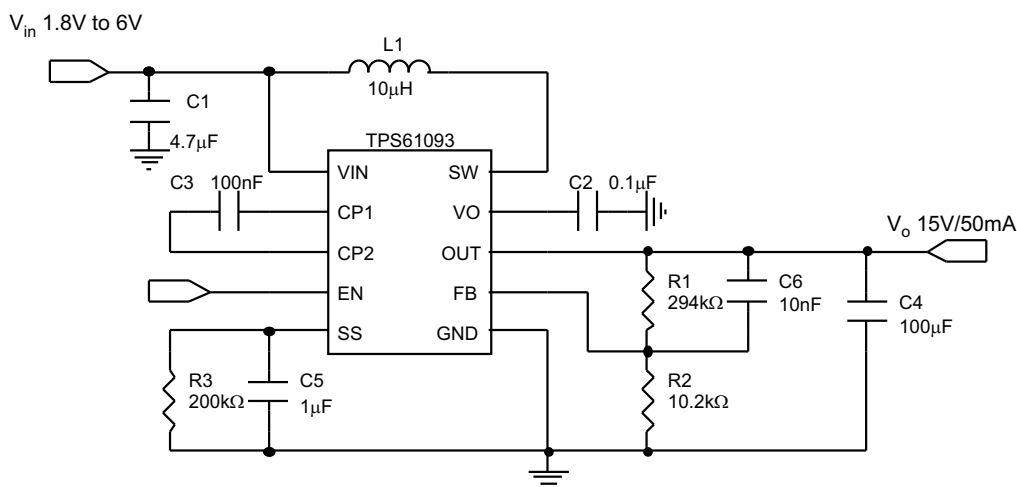 Vin 1.8V to 6V
L1
10μH
C1
4.7μF
TPS61093
C3 100nF
VIN
SW
C2 0.1μF
CP1
VO
Vo 15V/50mA
CP2
OUT
EN
FB
R1
294kΩ
C6
10nF
C4
100μF
SS
GND
R3
200kΩ
C5
1μF
R2
10.2kΩ